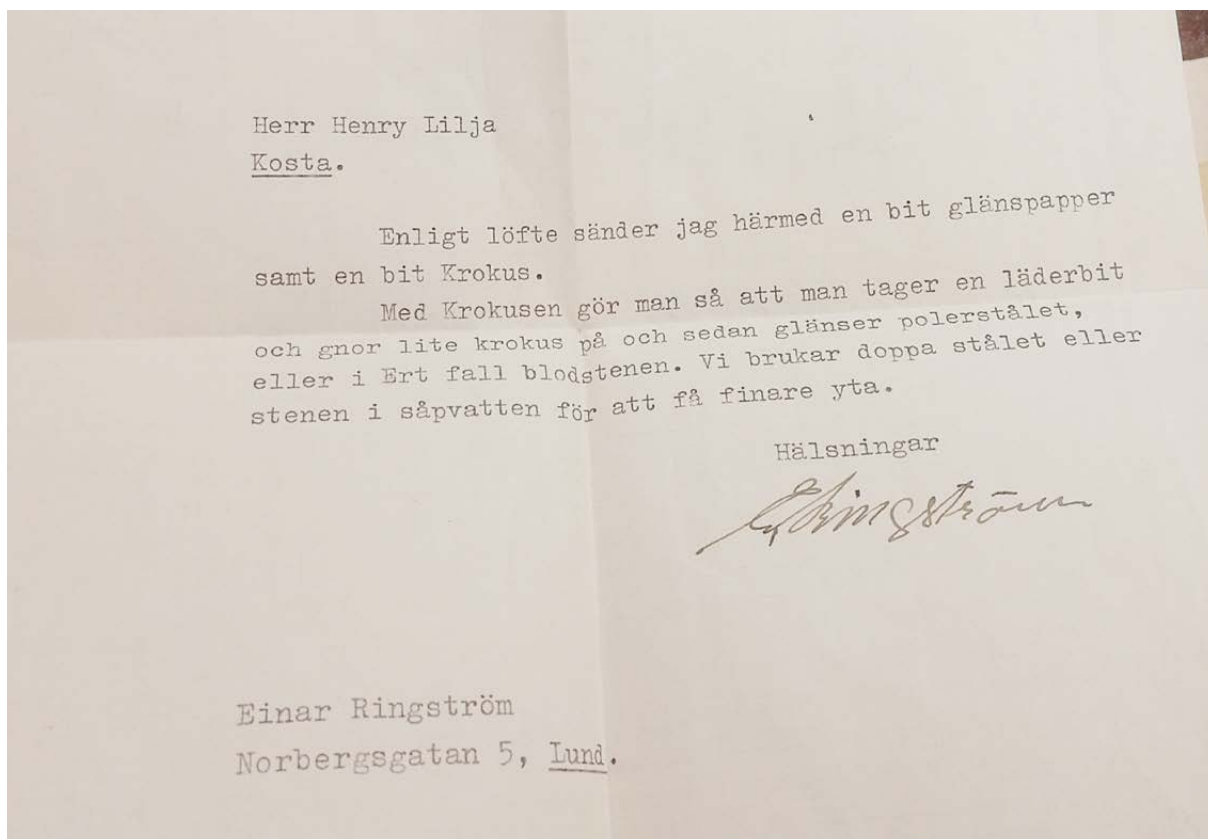 Herr Henry Lilja
Kosta.
Enligt löfte sänder jag härmed en bit glänspapper
samt en bit Krokus.
Med Krokusen gör man så att man tager en läderbit
och gnor lite krokus på och sedan glänser polerstålet,
eller i Ert fall blodstenen. Vi brukar doppa stålet eller
stenen i såpvatten för att få finare yta.
Hälsningar
E Ringström
Einar Ringström
Norbergsgatan 5, Lund.